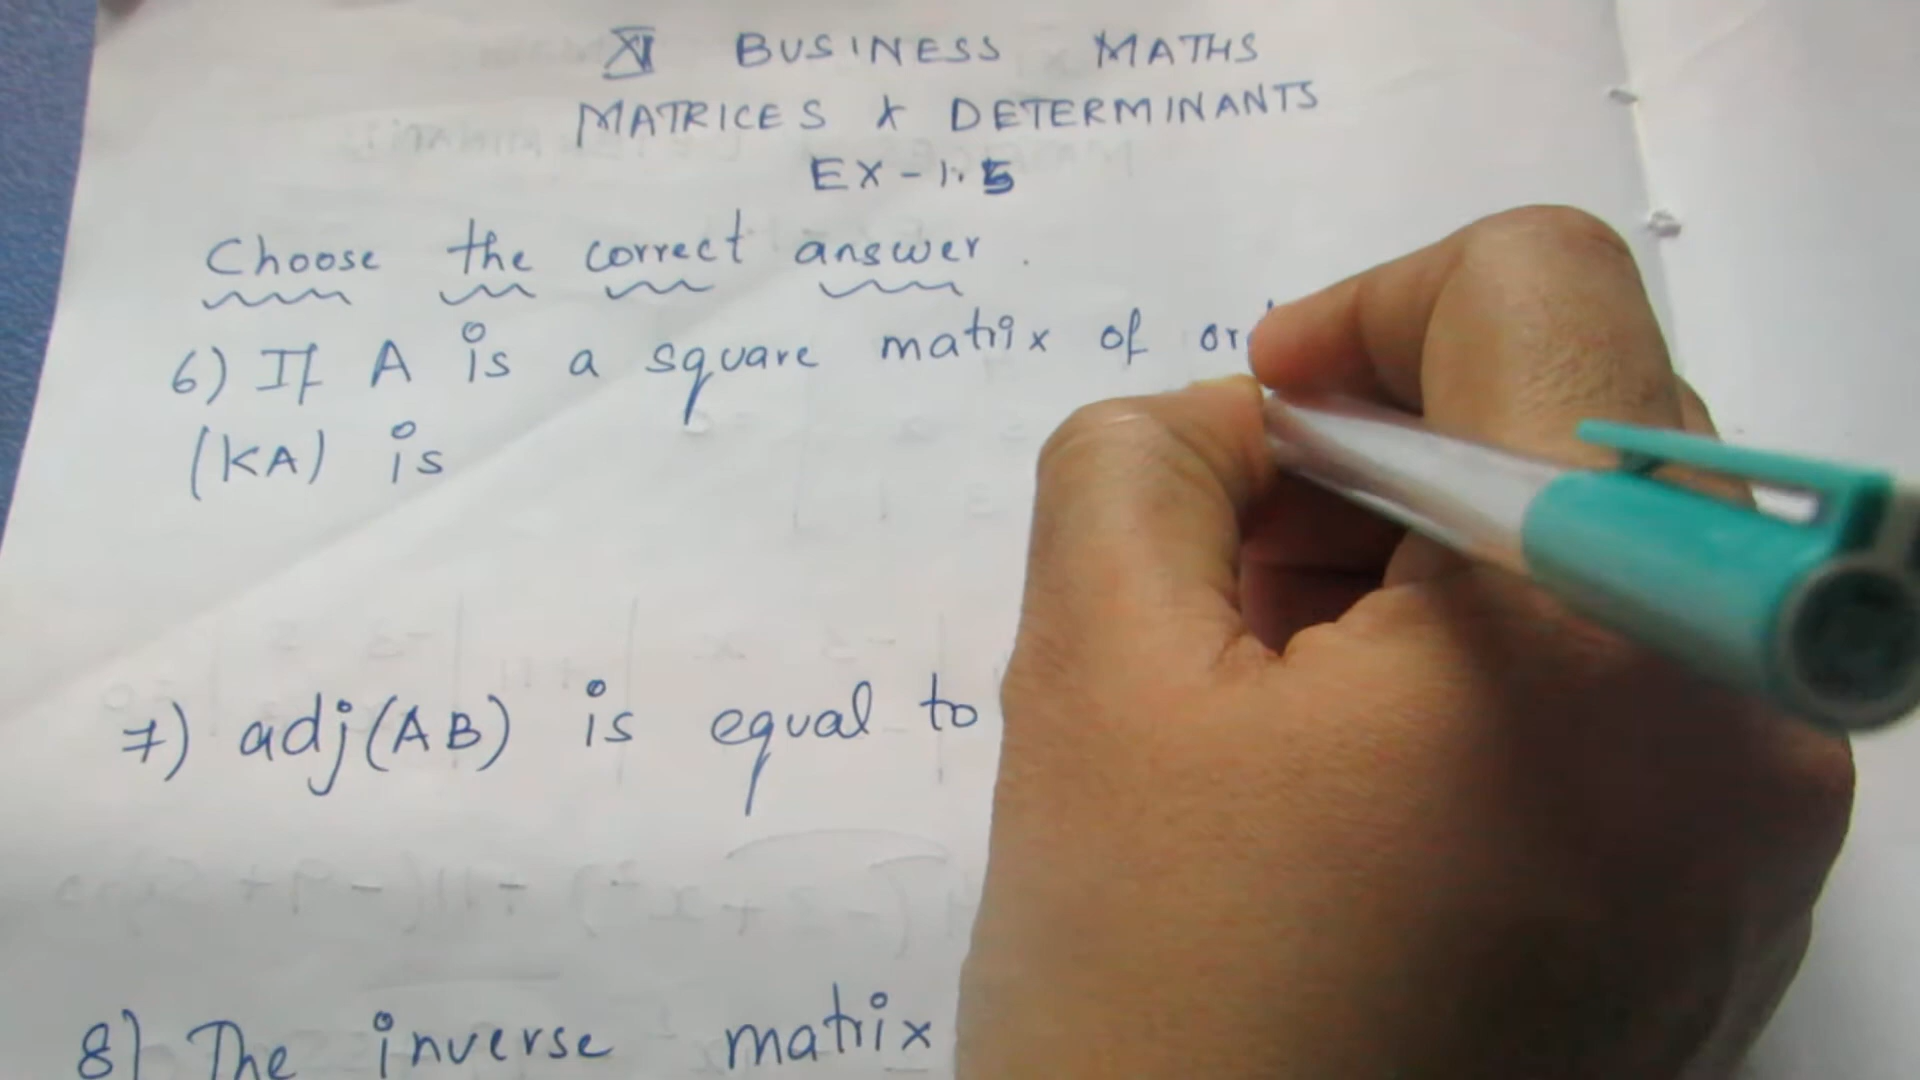 XI BUSINESS MATHS
MATRICES & DETERMINANTS
EX-1.5
Choose the correct answer.
6) If A is a square matrix of
(KA) is
7) adj(AB) is equal to
8) The inverse matrix